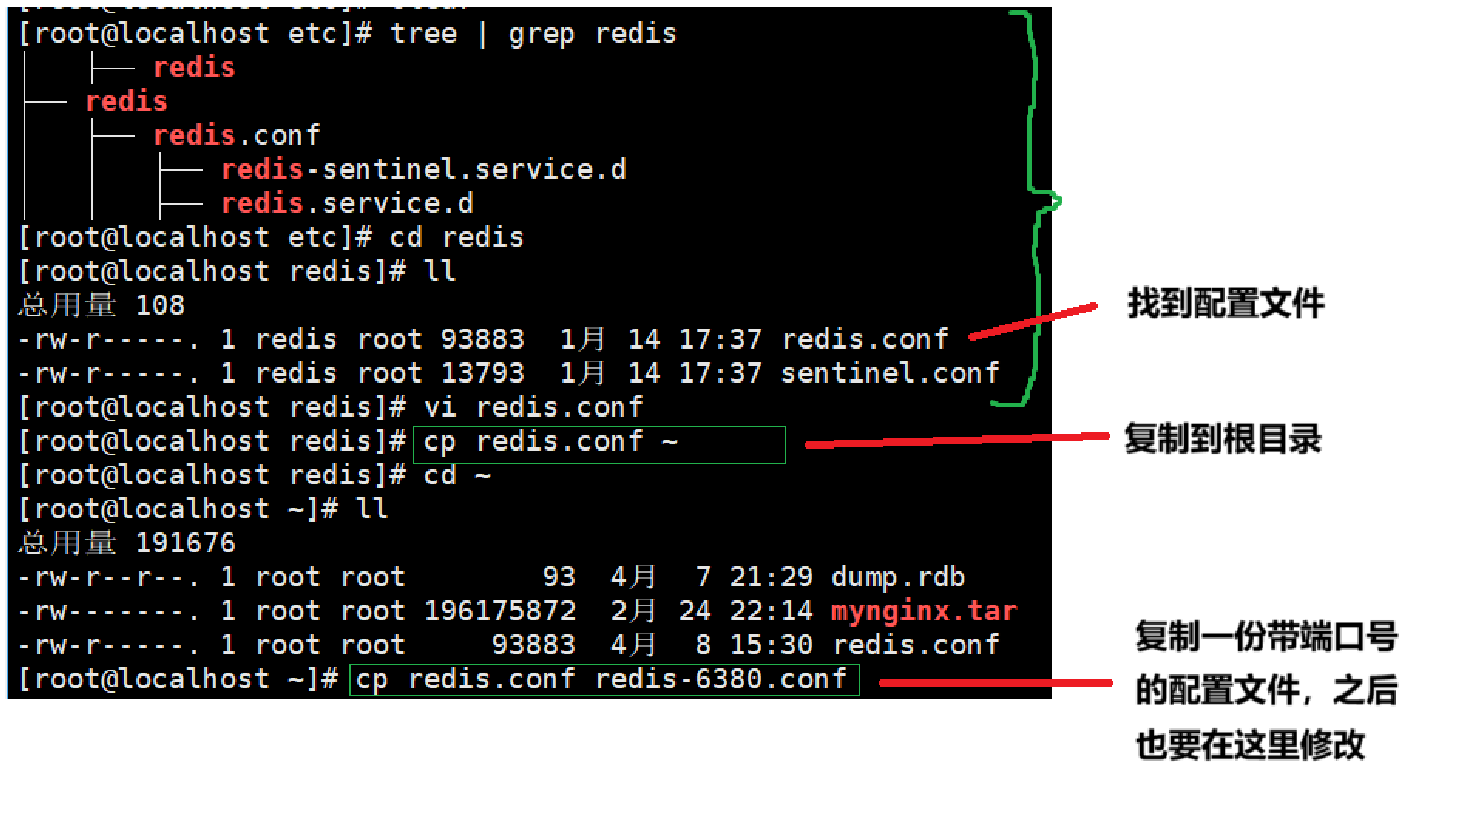 [root@localhost etc]# tree | grep redis
├── redis
├── redis
├── redis.conf
├── redis-sentinel.service.d
├── redis.service.d
[root@localhost etc]# cd redis
[root@localhost redis]# ll
总用量 108
-rw-r-----. 1 redis root 93883 1月 14 17:37 redis.conf
找到配置文件
-rw-r-----. 1 redis root 13793 1月 14 17:37 sentinel.conf
[root@localhost redis]# vi redis.conf
[root@localhost redis]# cp redis.conf ~
复制到根目录
[root@localhost redis]# cd ~
[root@localhost ~]# ll
总用量 191676
-rw-r--r--. 1 root root 93 4月 7 21:29 dump.rdb
-rw-------. 1 root root 196175872 2月 24 22:14 mynginx.tar
-rw-r-----. 1 root root 93883 4月 8 15:30 redis.conf
[root@localhost ~]# cp redis.conf redis-6380.conf
复制一份带端口号
的配置文件，之后
也要在这里修改